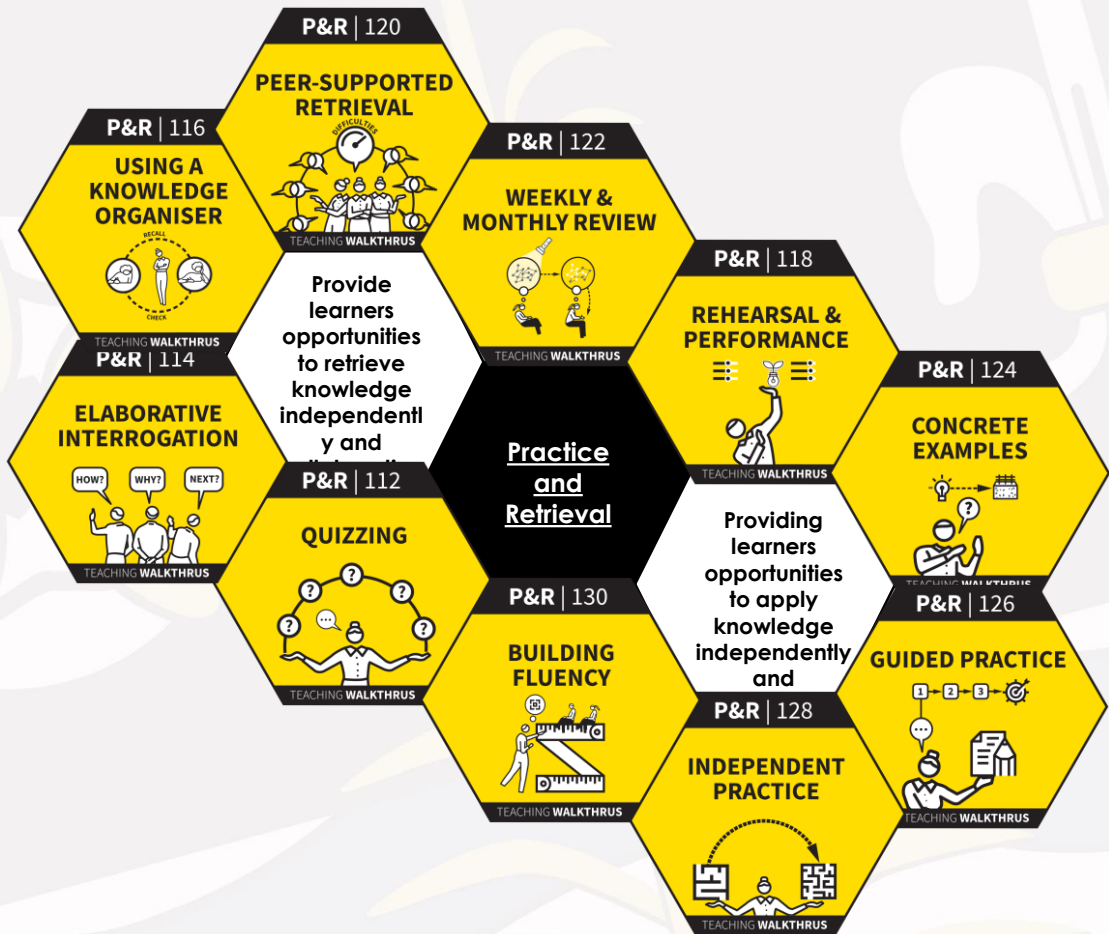 P&R | 120
PEER-SUPPORTED
RETRIEVAL
DIFFICULTIES
TEACHING WALKTHRUS
P&R | 116
USING A
KNOWLEDGE
ORGANISER
RECALL
CHECK
TEACHING WALKTHRUS
P&R | 122
WEEKLY &
MONTHLY REVIEW
TEACHING WALKTHRUS
P&R | 118
REHEARSAL &
PERFORMANCE
TEACHING WALKTHRUS
Provide
learners
opportunities
to retrieve
knowledge
independentl
y and
P&R | 114
ELABORATIVE
INTERROGATION
HOW?
WHY?
NEXT?
TEACHING WALKTHRUS
P&R | 124
CONCRETE
EXAMPLES
?
TEACHING WALKTHRUS
Practice
and
Retrieval
P&R | 112
QUIZZING
?
?
?
?
?
...
TEACHING WALKTHRUS
Providing
learners
opportunities
to apply
knowledge
independently
and
P&R | 130
BUILDING
FLUENCY
TEACHING WALKTHRUS
P&R | 126
GUIDED PRACTICE
1 2 3
...
TEACHING WALKTHRUS
P&R | 128
INDEPENDENT
PRACTICE
TEACHING WALKTHRUS